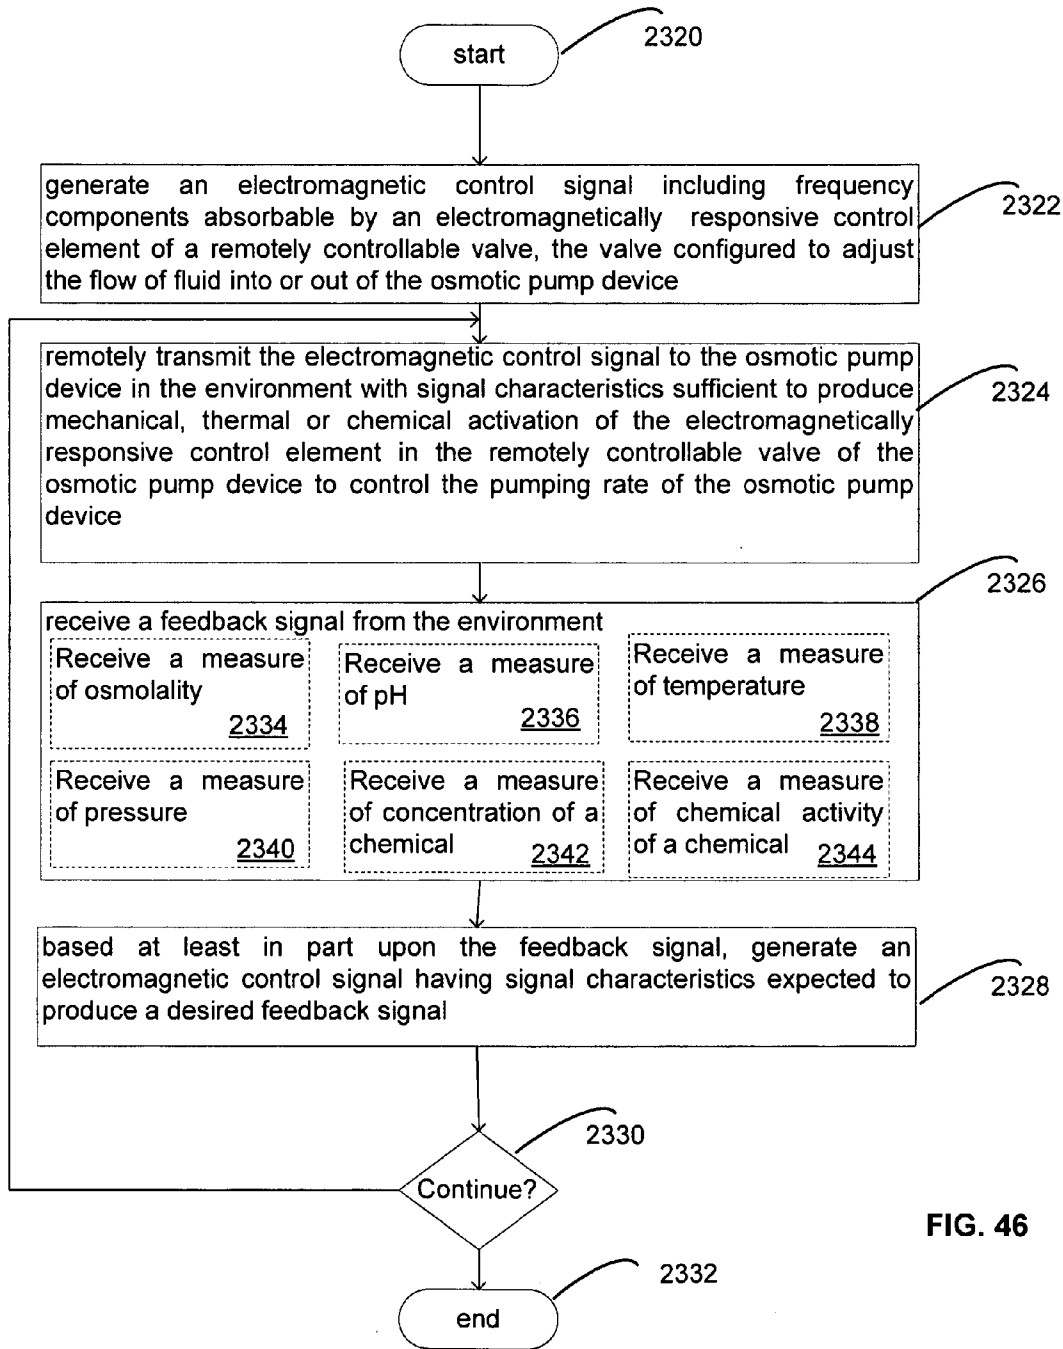 start
2320
generate an electromagnetic control signal including frequency
components absorbable by an electromagnetically responsive control
element of a remotely controllable valve, the valve configured to adjust
the flow of fluid into or out of the osmotic pump device
2322
remotely transmit the electromagnetic control signal to the osmotic pump
device in the environment with signal characteristics sufficient to produce
mechanical, thermal or chemical activation of the electromagnetically
responsive control element in the remotely controllable valve of the
osmotic pump device to control the pumping rate of the osmotic pump
device
2324
receive a feedback signal from the environment
2326
Receive a measure
of osmolality
2334
Receive a measure
of pH
2336
Receive a measure
of temperature
2338
Receive a measure
of pressure
2340
Receive a measure
of concentration of a
chemical
2342
Receive a measure
of chemical activity
of a chemical
2344
based at least in part upon the feedback signal, generate an
electromagnetic control signal having signal characteristics expected to
produce a desired feedback signal
2328
Continue?
2330
FIG. 46
end
2332